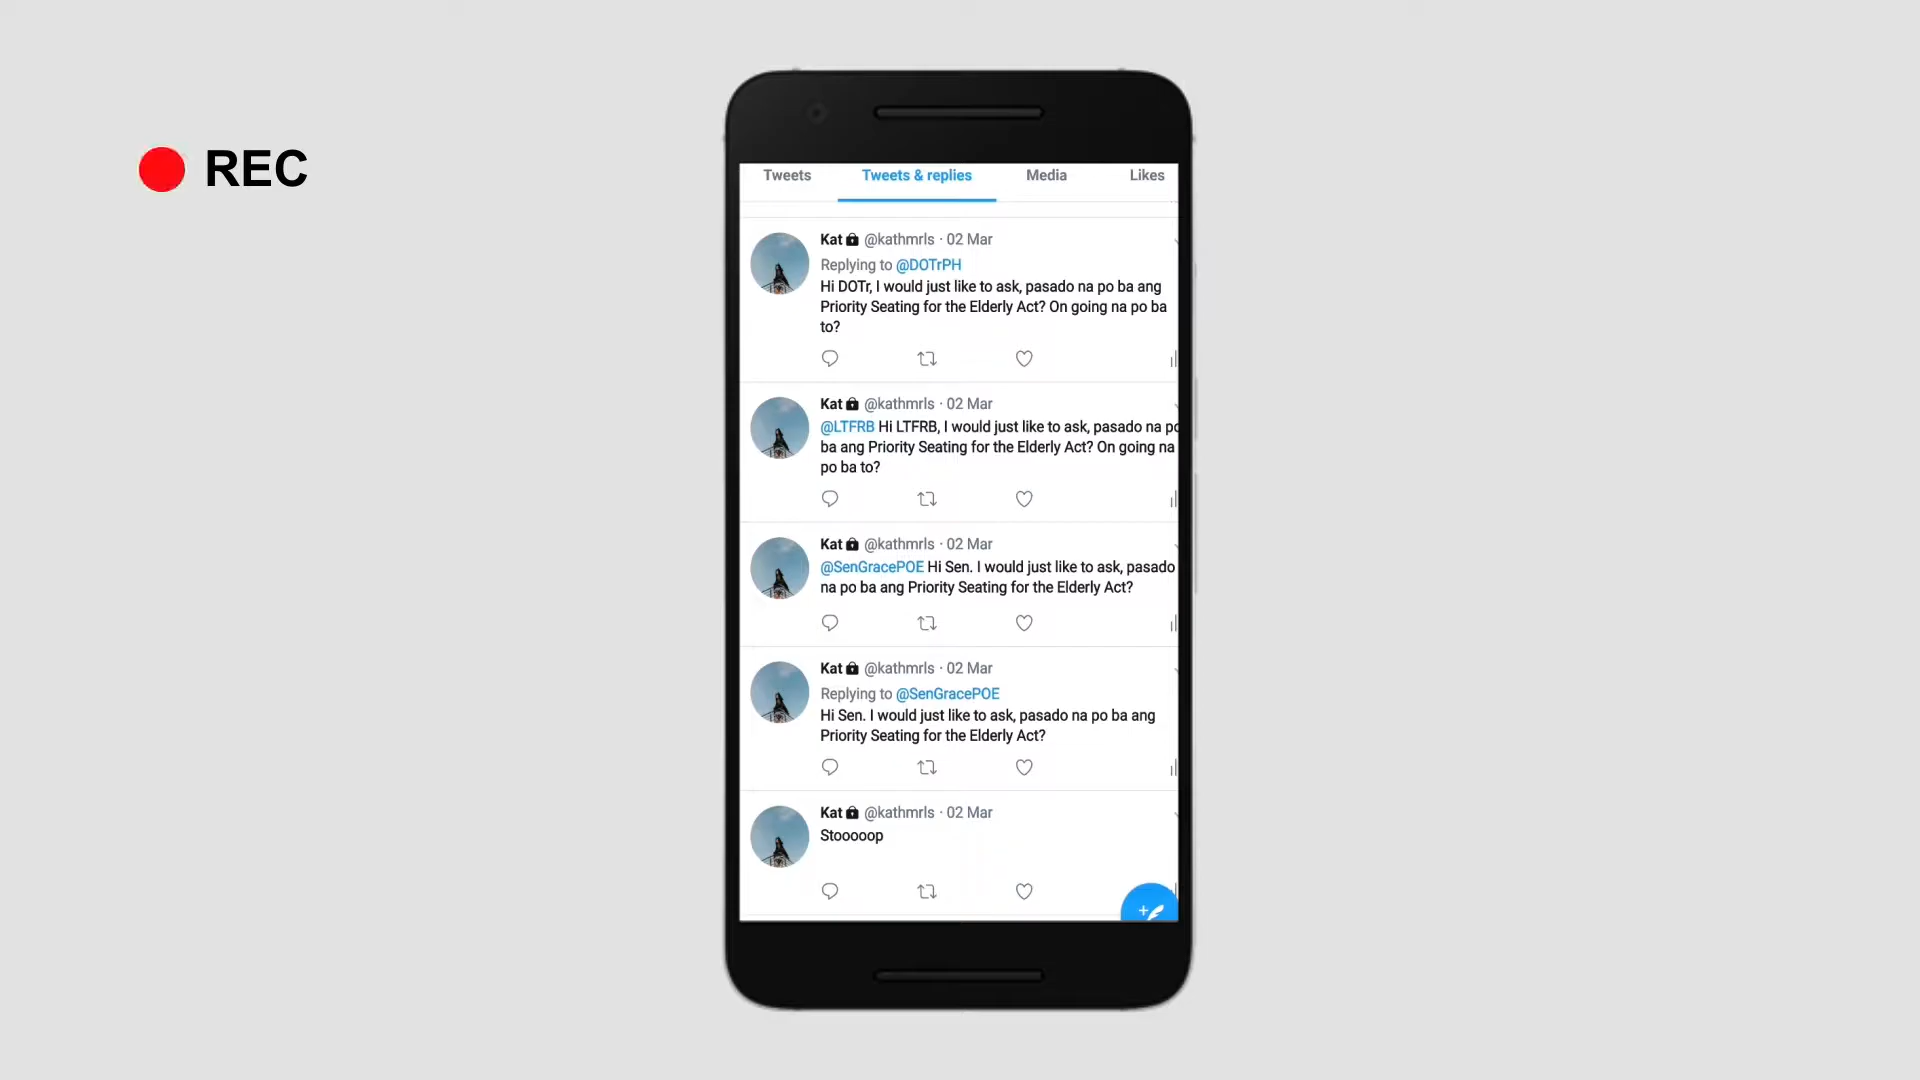 REC
Tweets Tweets & replies Media Likes
Kat @kathmrls · 02 Mar
Replying to @DOTrPH
Hi DOTr, I would just like to ask, pasado na po ba ang
Priority Seating for the Elderly Act? On going na po ba
to?
Kat @kathmrls · 02 Mar
@LTFRB Hi LTFRB, I would just like to ask, pasado na po
ba ang Priority Seating for the Elderly Act? On going na
po ba to?
Kat @kathmrls · 02 Mar
@SenGracePOE Hi Sen. I would just like to ask, pasado
na po ba ang Priority Seating for the Elderly Act?
Kat @kathmrls · 02 Mar
Replying to @SenGracePOE
Hi Sen. I would just like to ask, pasado na po ba ang
Priority Seating for the Elderly Act?
Kat @kathmrls · 02 Mar
Stooooop